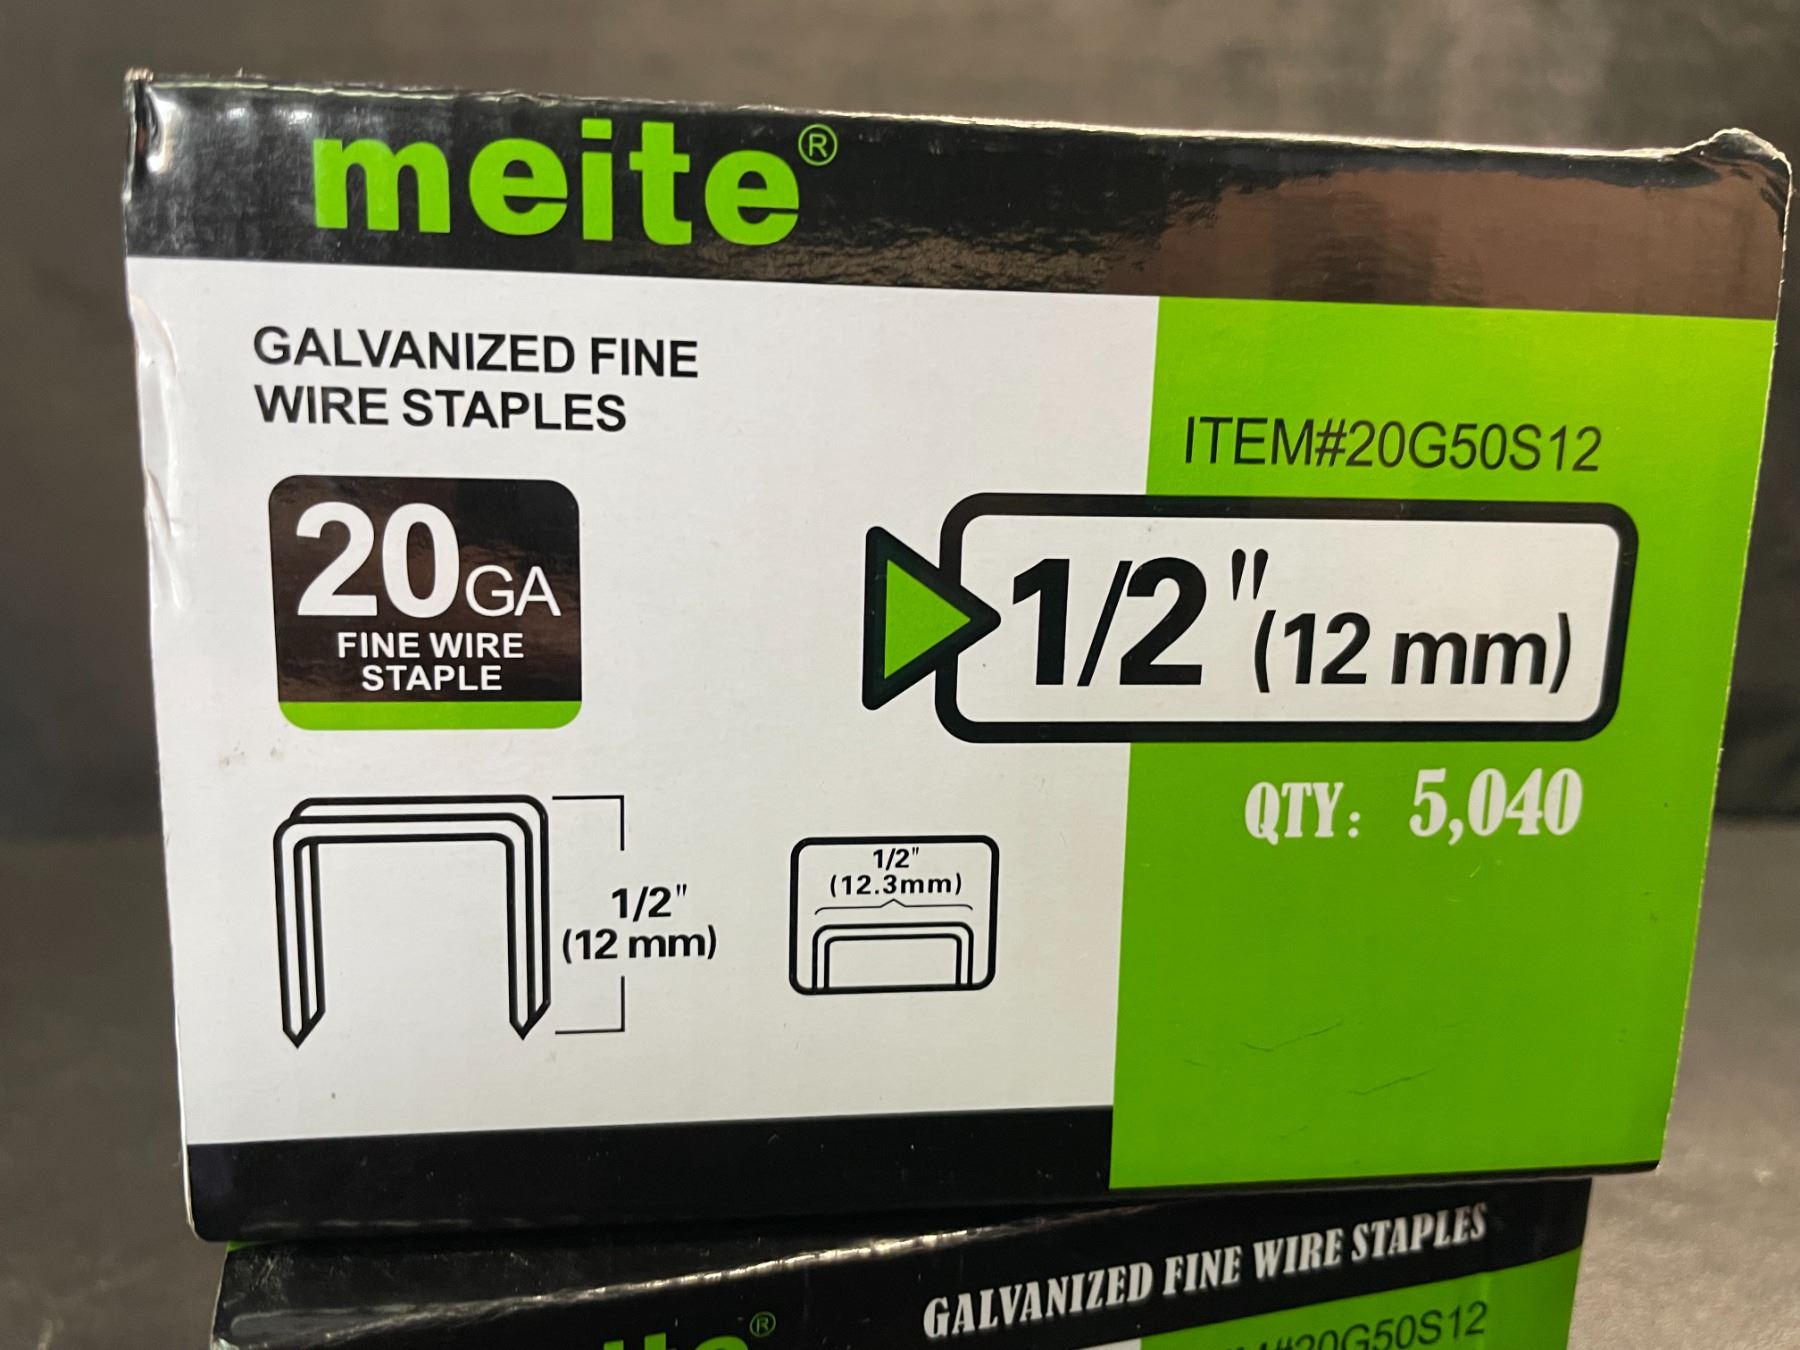 meite®
GALVANIZED FINE
WIRE STAPLES
ITEM#20G50S12
20GA
FINE WIRE
STAPLE
1/2"(12 mm)
QTY: 5,040
1/2"
(12 mm)
1/2"
(12.3mm)
GALVANIZED FINE WIRE STAPLES
®
#20G50S12